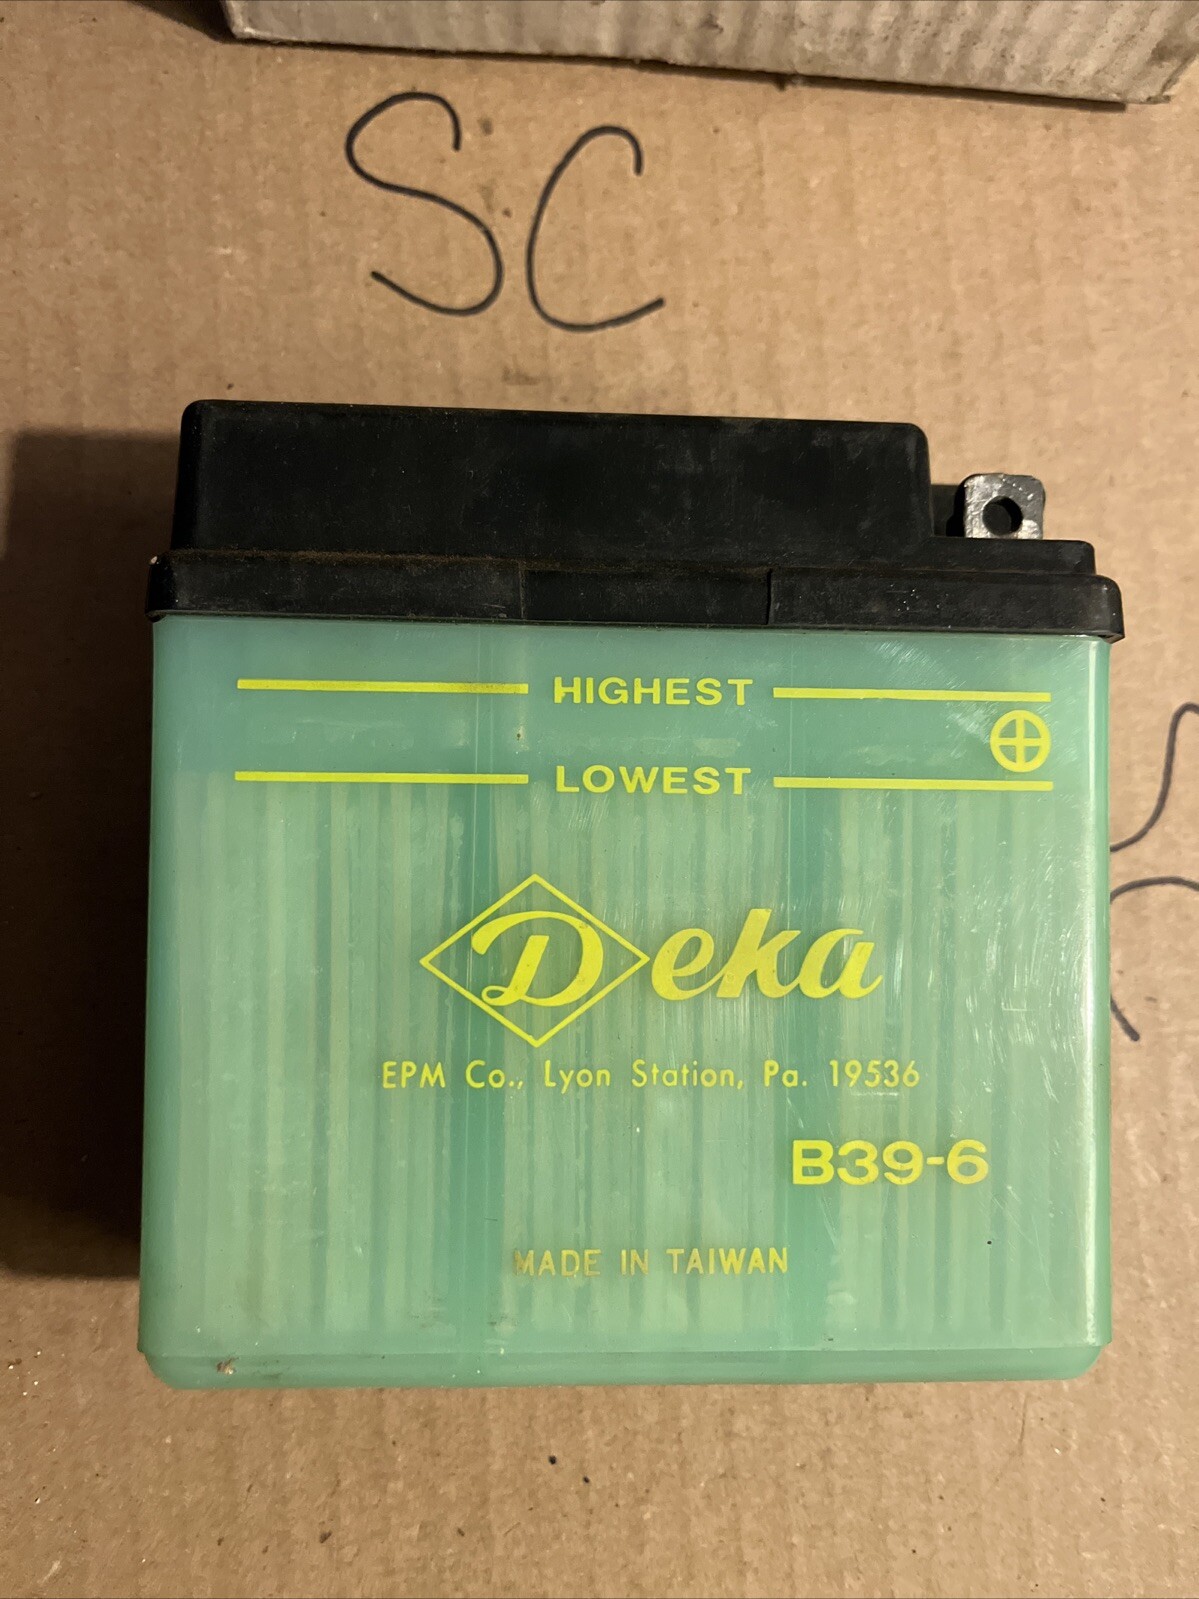 SC
HIGHEST
LOWEST
Deka
EPM Co., Lyon Station, Pa. 19536
B39-6
MADE IN TAIWAN